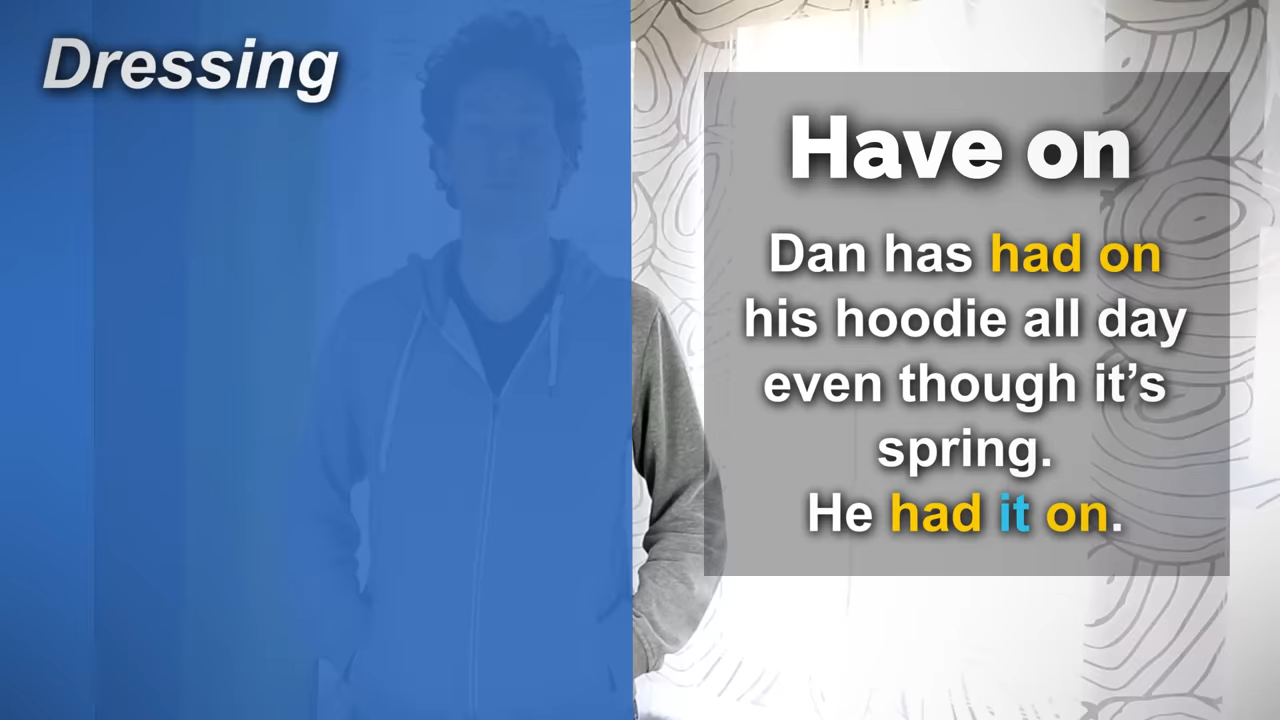 Dressing
Have on
Dan has had on
his hoodie all day
even though it’s
spring.
He had it on.